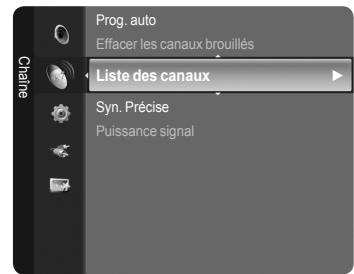 Chaîne
Prog. auto
Effacer les canaux brouillés
Liste des canaux
Syn. Précise
Puissance signal